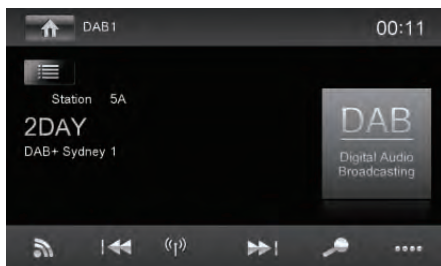 DAB1
00:11
Station 5A
2DAY
DAB+ Sydney 1
DAB
Digital Audio
Broadcasting